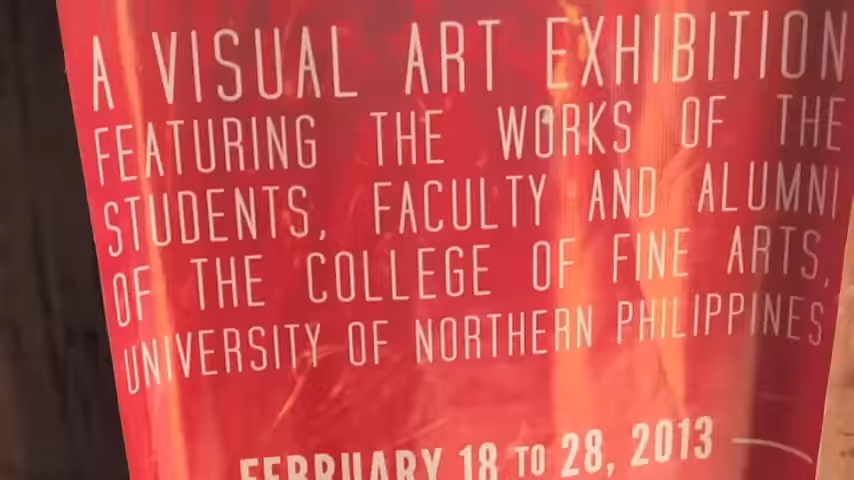 A VISUAL ART EXHIBITION
FEATURING THE WORKS OF THE
STUDENTS, FACULTY AND ALUMNI
OF THE COLLEGE OF FINE ARTS,
UNIVERSITY OF NORTHERN PHILIPPINES
FEBRUARY 18 TO 28, 2013